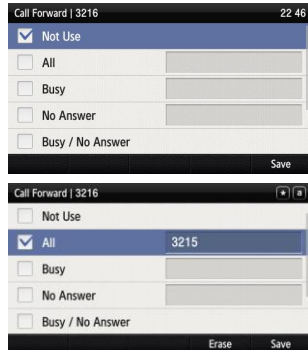 Call Forward | 3216 22 46
Not Use
All
Busy
No Answer
Busy / No Answer
Save
Call Forward | 3216 * a
Not Use
All 3215
Busy
No Answer
Busy / No Answer
Erase Save